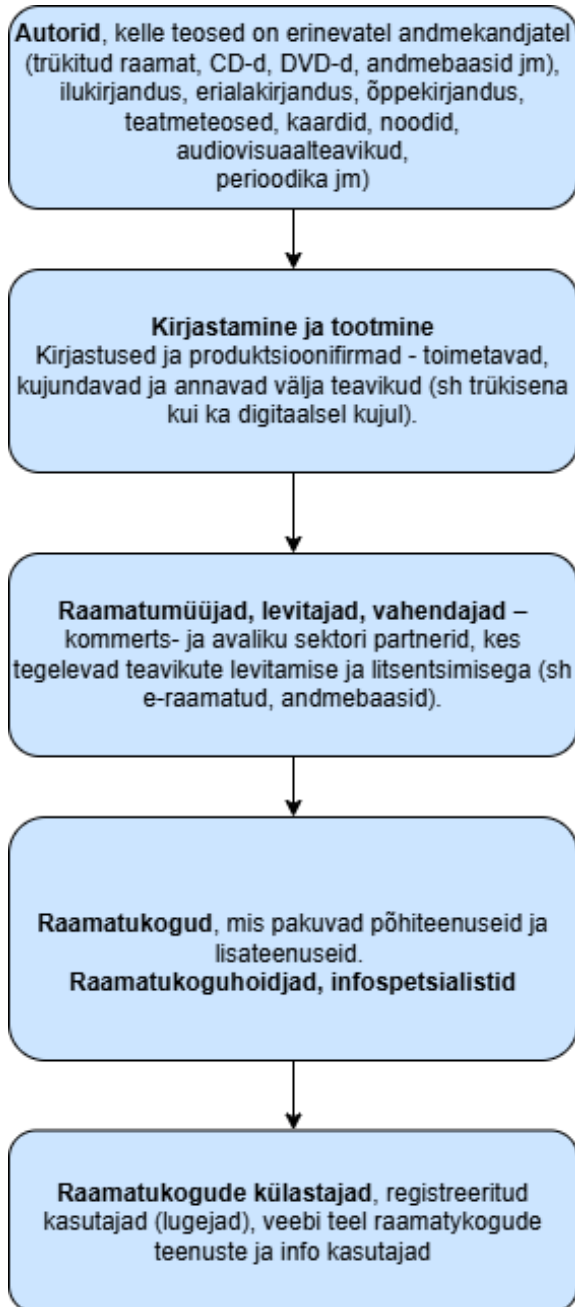 Autorid, kelle teosed on erinevatel andmekandjatel
(trükitud raamat, CD-d, DVD-d, andmebaasid jm),
ilukirjandus, erialakirjandus, õppekirjandus,
teatmeteosed, kaardid, noodid,
audiovisuaalteavikud,
perioodika jm)
Kirjastamine ja tootmine
Kirjastused ja produktsioonifirmad - toimetavad,
kujundavad ja annavad välja teavikud (sh trükisena
kui ka digitaalsel kujul).
Raamatumüüjad, levitajad, vahendajad –
kommerts- ja avaliku sektori partnerid, kes
tegelevad teavikute levitamise ja litsentsimisega (sh
e-raamatud, andmebaasid).
Raamatukogud, mis pakuvad põhiteenuseid ja
lisateenuseid.
Raamatukoguhoidjad, infospetsialistid
Raamatukogude külastajad, registreeritud
kasutajad (lugejad), veebi teel raamatykogude
teenuste ja info kasutajad